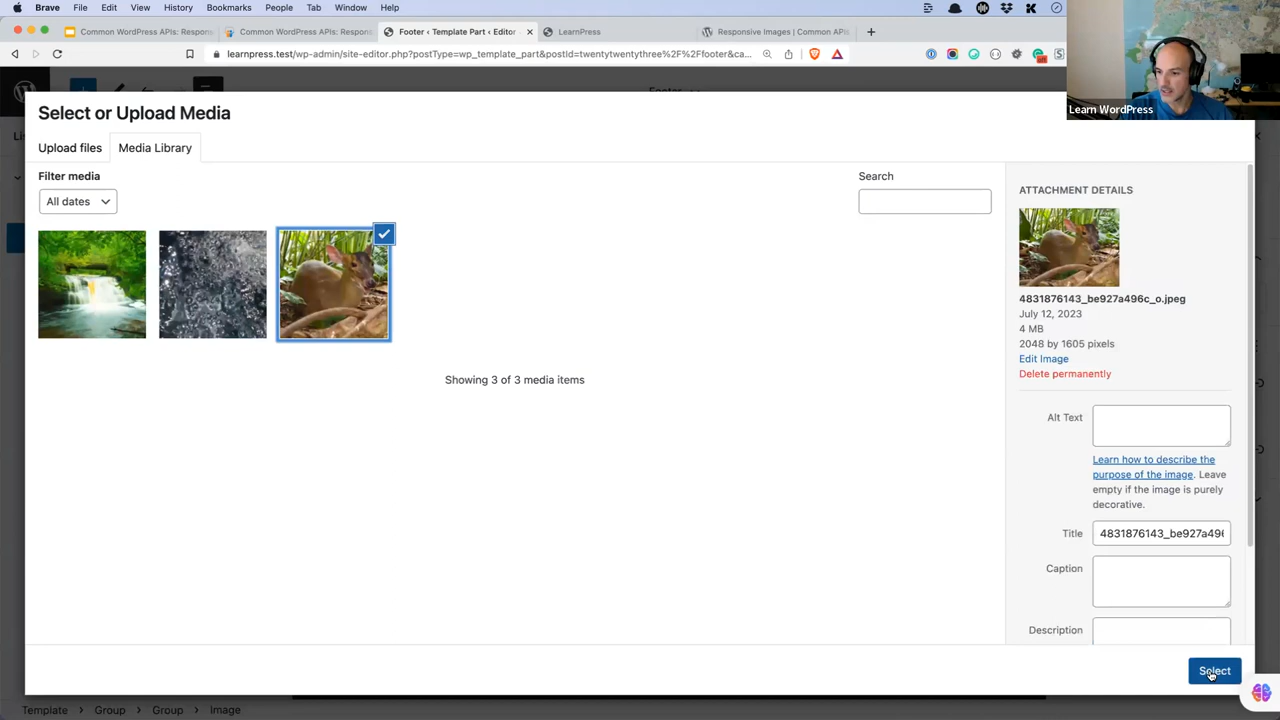 Brave File Edit View History Bookmarks People Tab Window Help
Common WordPress APIs: Respon
Common WordPress APIs: Respons
Footer ‹ Template Part ‹ Editor
LearnPress
Responsive Images | Common APIs
learnpress.test/wp-admin/site-editor.php?postType=wp_template_part&postId=twentytwentythree%2F%2Ffooter&ca...
Learn WordPress
Select or Upload Media
Upload files
Media Library
Filter media
All dates
Search
Showing 3 of 3 media items
ATTACHMENT DETAILS
4831876143_be927a496c_o.jpeg
July 12, 2023
4 MB
2048 by 1605 pixels
Edit Image
Delete permanently
Alt Text
Learn how to describe the
purpose of the image. Leave
empty if the image is purely
decorative.
Title 4831876143_be927a496
Caption
Description
Select
Template › Group › Group › Image